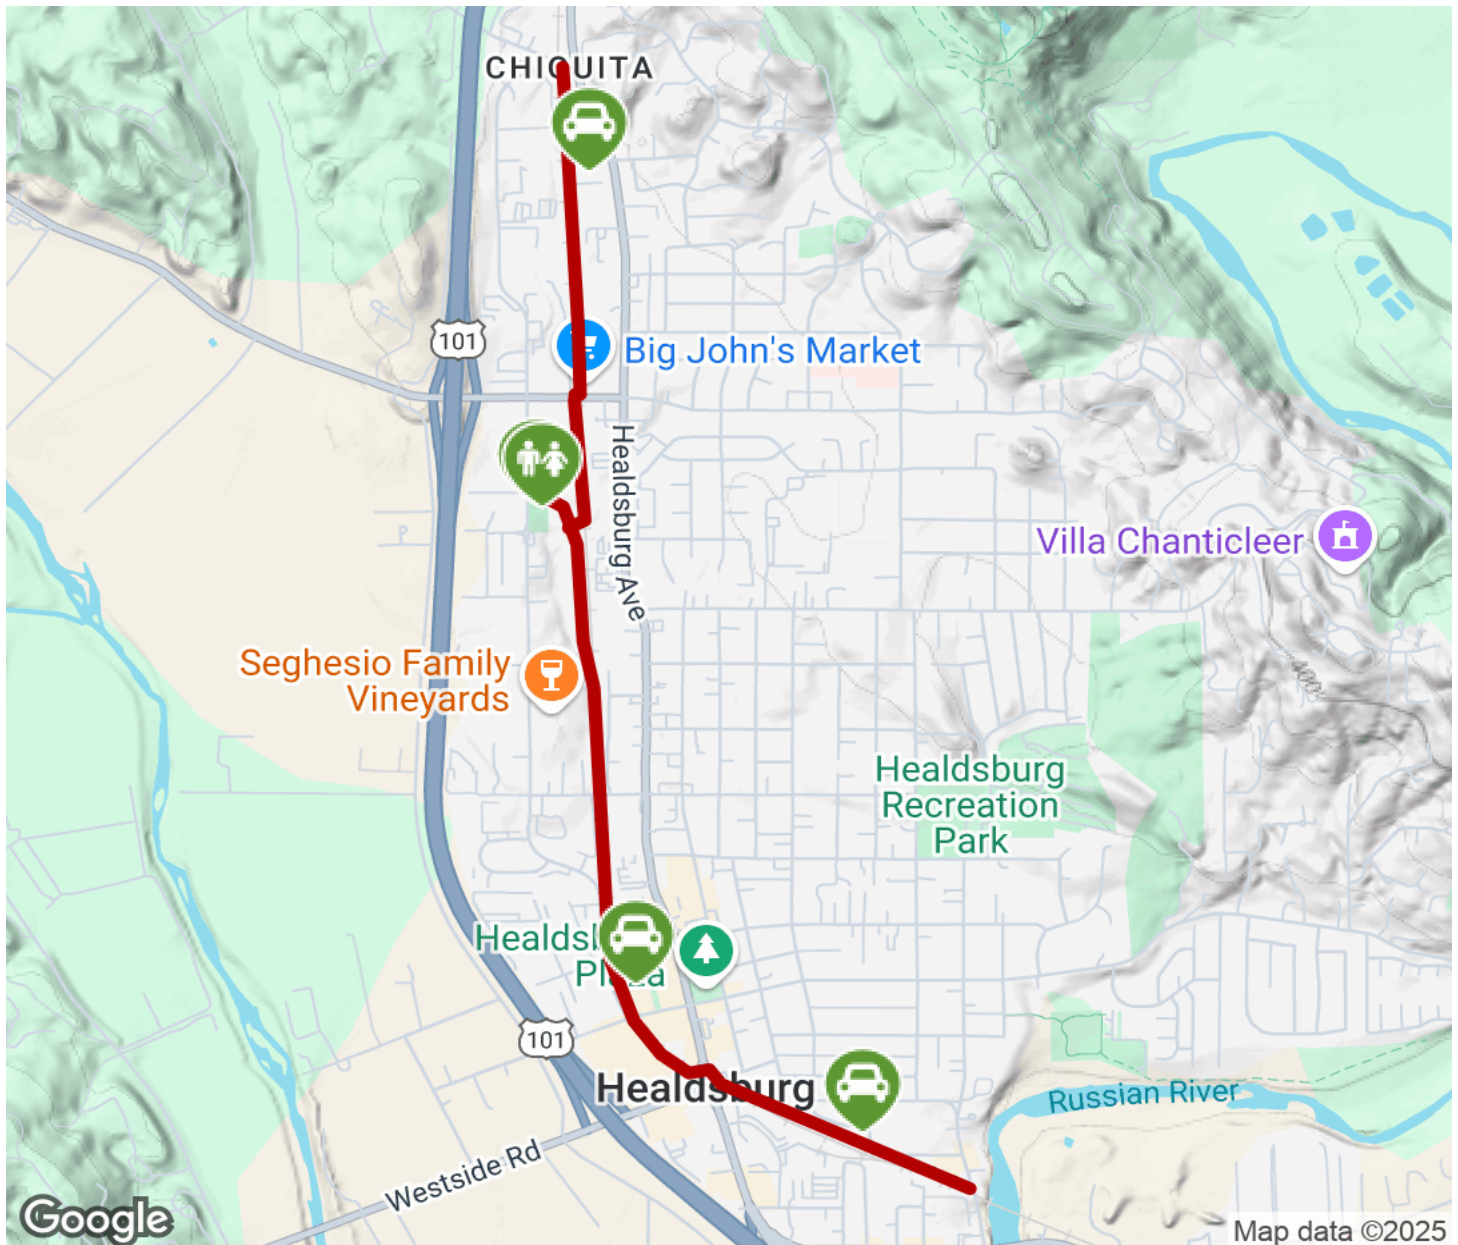 CHIQUITA
101
Big John's Market
Healdsburg Ave
Villa Chanticleer
Seghesio Family
Vineyards
400
Healdsburg
Recreation
Park
101
Healdsburg
Russian River
Westside Rd
Google
Map data ©2025